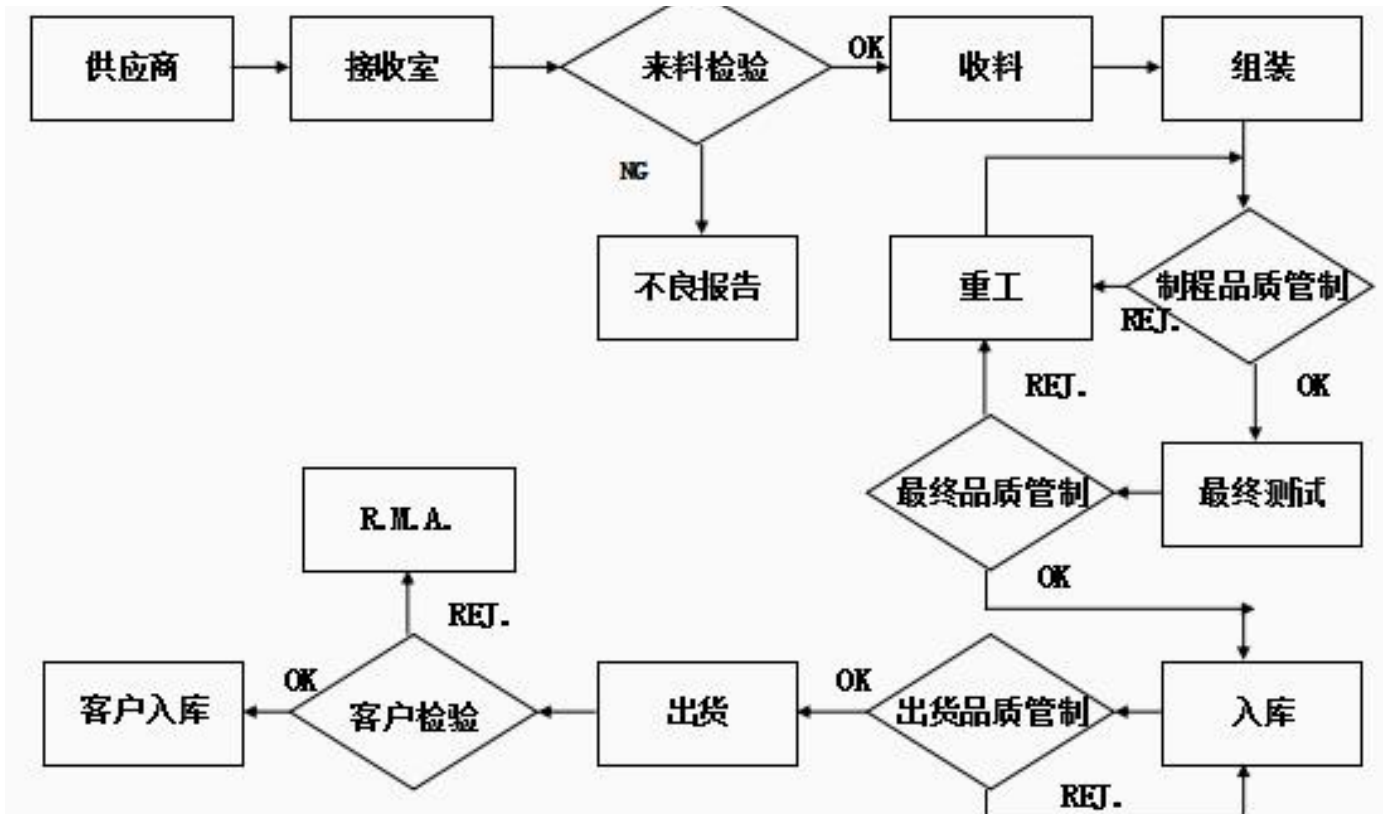 供应商
接收室
来料检验
OK
收料
组装
NG
不良报告
重工
制程品质管制
REJ.
REJ.
OK
最终品质管制
最终测试
R.M.A.
OK
REJ.
客户入库
OK
客户检验
出货
OK
出货品质管制
入库
REJ.